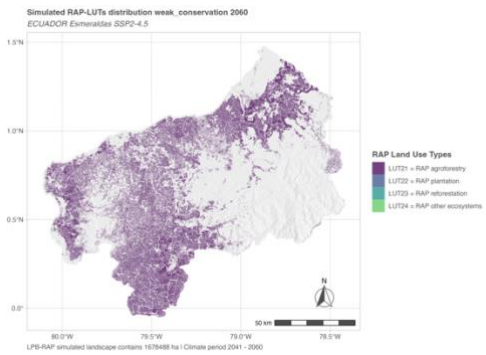 Simulated RAP-LUTs distribution weak_conservation 2060
ECUADOR Esmeraldas SSP2-4.5
1.5°N
1.0°N
0.5°N
0.0°
80.0°W 79.5°W 79.0°W 78.5°W
RAP Land Use Types
LUT21 = RAP agroforestry
LUT22 = RAP plantation
LUT23 = RAP reforestation
LUT24 = RAP other ecosystems
N
50 km
LPB-RAP simulated landscape contains 1678488 ha | Climate period 2041 - 2060